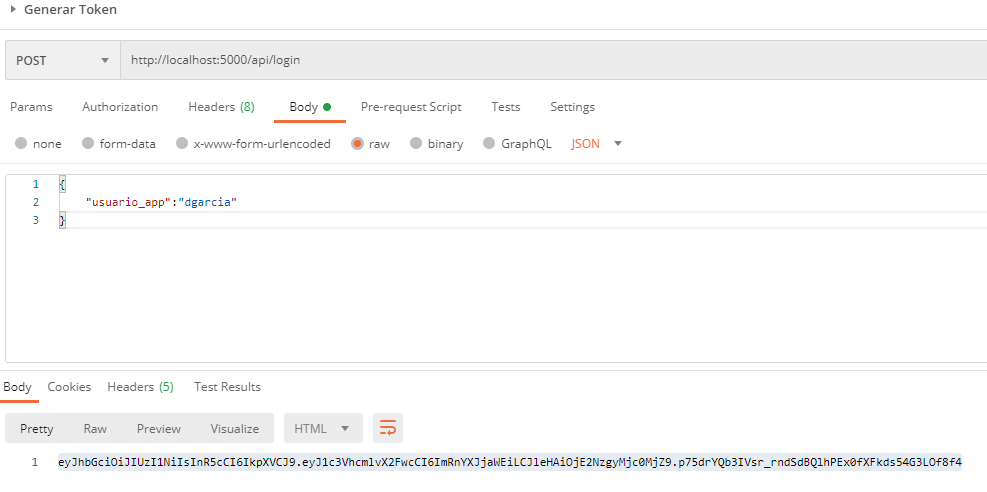 Generar Token
POST http://localhost:5000/api/login
Params Authorization Headers (8) Body Pre-request Script Tests Settings
none form-data x-www-form-urlencoded raw binary GraphQL JSON
1 {
2 "usuario_app":"dgarcia"
3 }
Body Cookies Headers (5) Test Results
Pretty Raw Preview Visualize HTML
1 eyJhbGciOiJIUzI1NiIsInR5cCI6IkpXVCJ9.eyJ1c3VhcmlvX2FwcCI6ImRnYXJjaWEiLCJleHAiOjE2NzgyMjc0MjZ9.p75drYQb3IVsr_rndSdBQlhPEx0fXFkds54G3LOf8f4